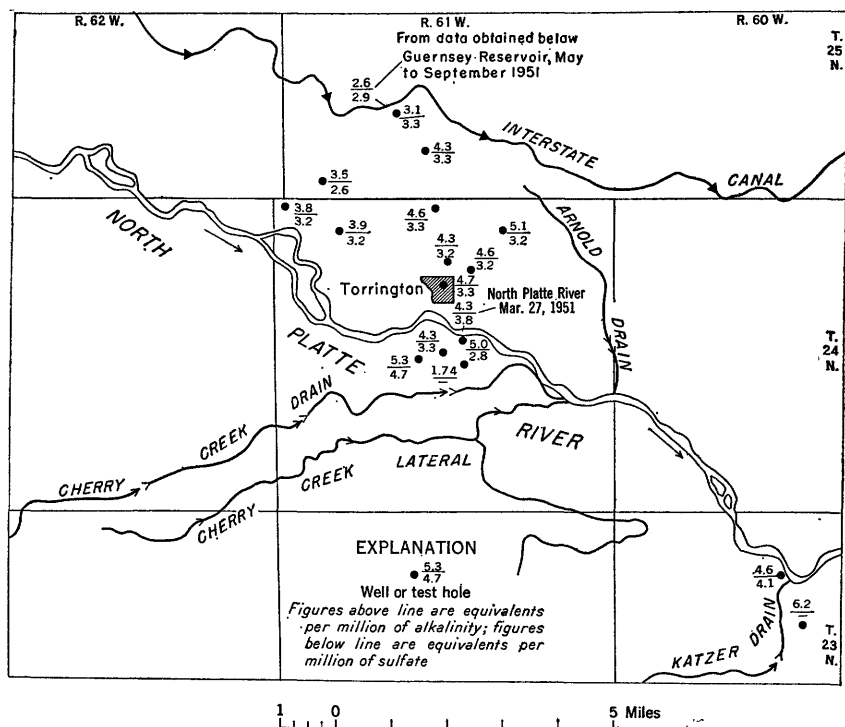 R. 62 W.
R. 61 W.
R. 60 W.
From data obtained below
Guernsey Reservoir, May
to September 1951
T.
25
N.
2.6
2.9
3.1
3.3
4.3
3.3
INTERSTATE
CANAL
3.5
2.6
3.8
3.2
3.9
3.2
4.6
3.3
5.1
3.2
ARNOLD
DRAIN
4.3
3.2
4.6
3.2
NORTH
PLATTE
RIVER
Torrington
4.7
3.3
North Platte River
Mar. 27, 1951
4.3
3.8
T.
24
N.
4.3
3.3
5.0
2.8
5.3
4.7
1.74
—
CHERRY CREEK DRAIN
CHERRY CREEK LATERAL
EXPLANATION
5.3
4.7
Well or test hole
Figures above line are equivalents
per million of alkalinity; figures
below line are equivalents per
million of sulfate
4.6
4.1
6.2
—
T.
23
N.
KATZER DRAIN
1 0 5 Miles